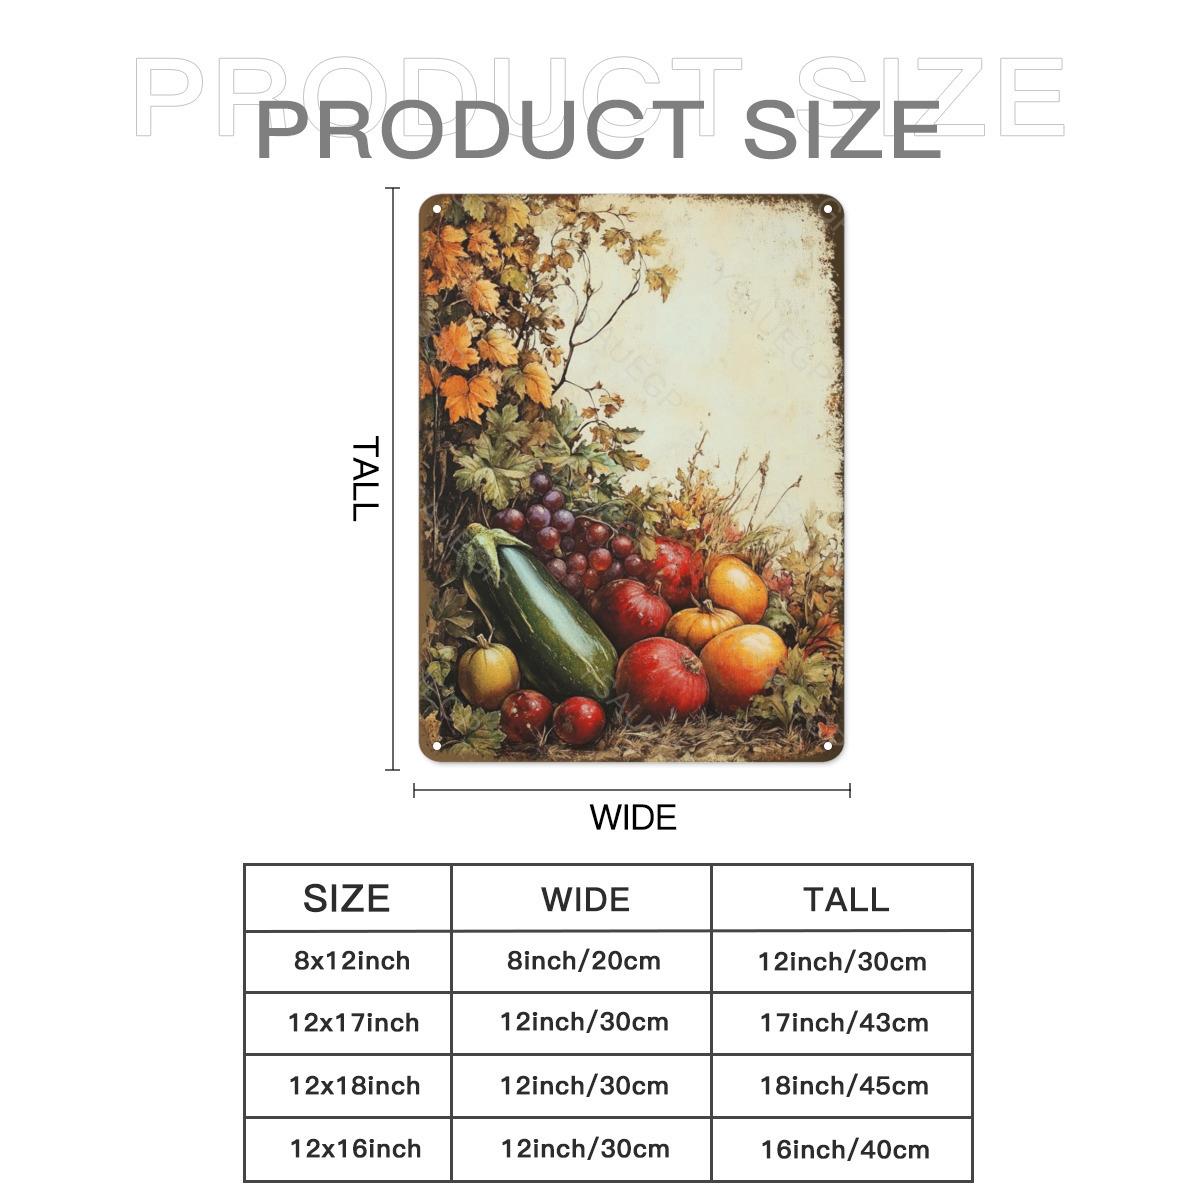 PRODUCT SIZE
PRODUCT SIZE
TALL
WIDE
SIZE WIDE TALL
8x12inch 8inch/20cm 12inch/30cm
12x17inch 12inch/30cm 17inch/43cm
12x18inch 12inch/30cm 18inch/45cm
12x16inch 12inch/30cm 16inch/40cm